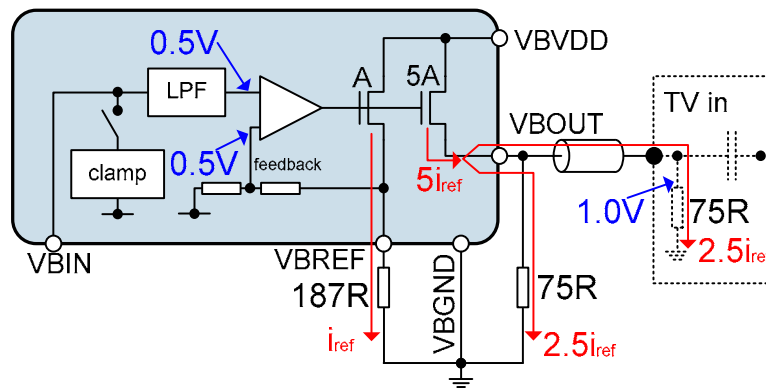 0.5V
VBVDD
A
5A
LPF
TV in
VBOUT
0.5V
feedback
clamp
5iref
1.0V
75R
2.5iref
VBIN
VBREF
187R
VBGND
75R
iref
2.5iref